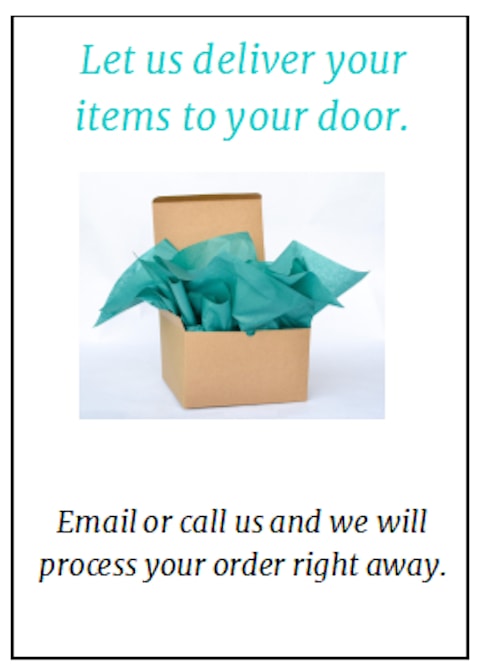 Let us deliver your
items to your door.
Email or call us and we will
process your order right away.